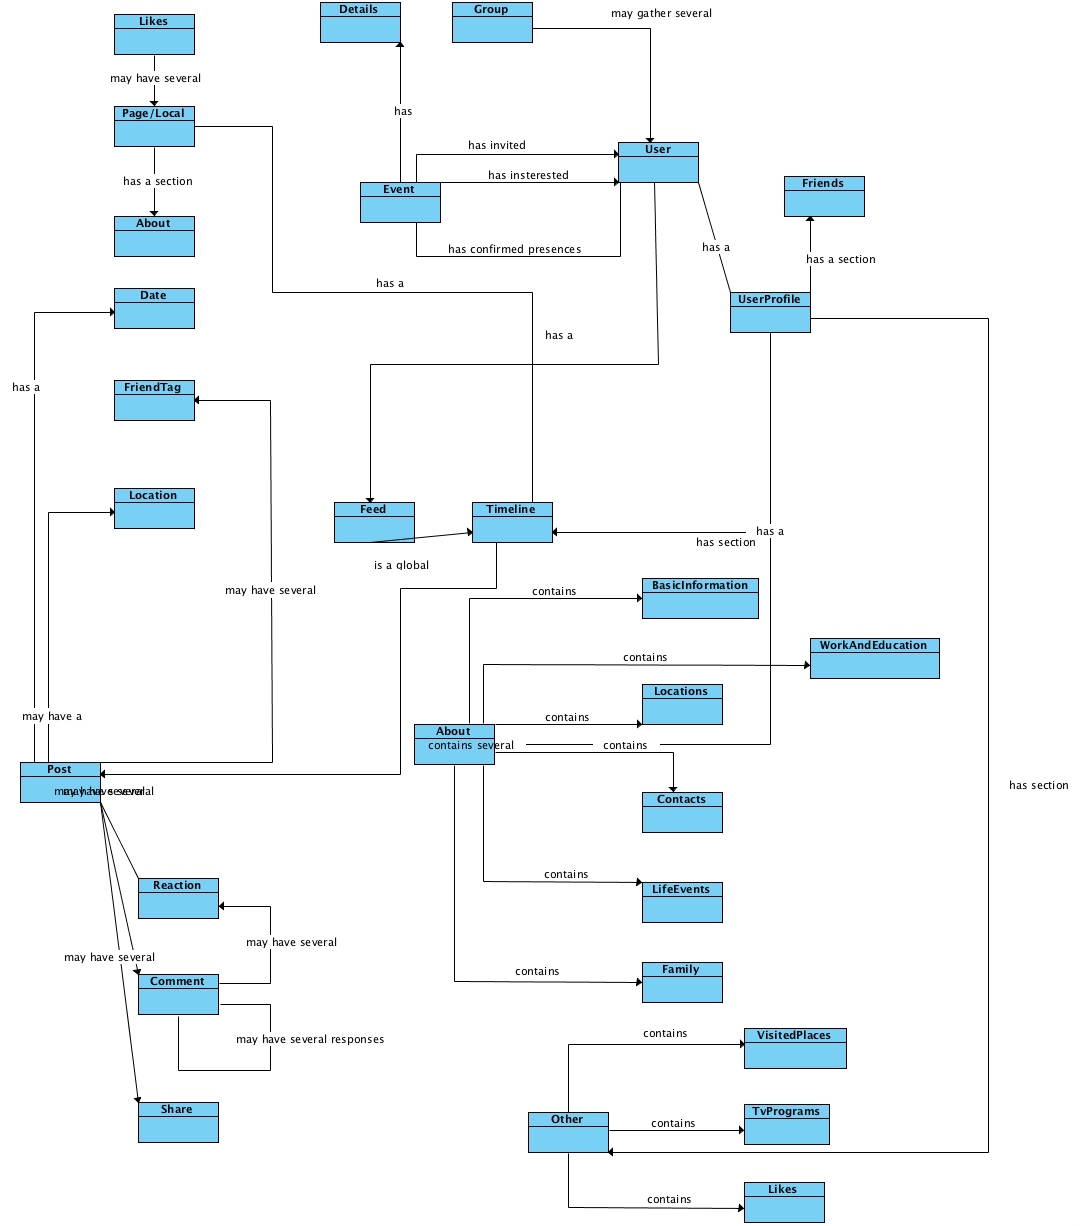 Details
Group
may gather several
Likes
may have several
has
Page/Local
has invited
User
has a section
has insterested
Friends
Event
About
has a
has confirmed presences
has a section
has a
Date
UserProfile
has a
has a
FriendTag
Location
Feed
Timeline
has a
has section
is a global
BasicInformation
contains
may have several
WorkAndEducation
contains
Locations
may have a
contains
About
contains several
contains
Post
has section
may have several
may have several
Contacts
contains
Reaction
LifeEvents
may have several
may have several
Family
contains
Comment
contains
VisitedPlaces
may have several responses
Share
TvPrograms
Other
contains
Likes
contains